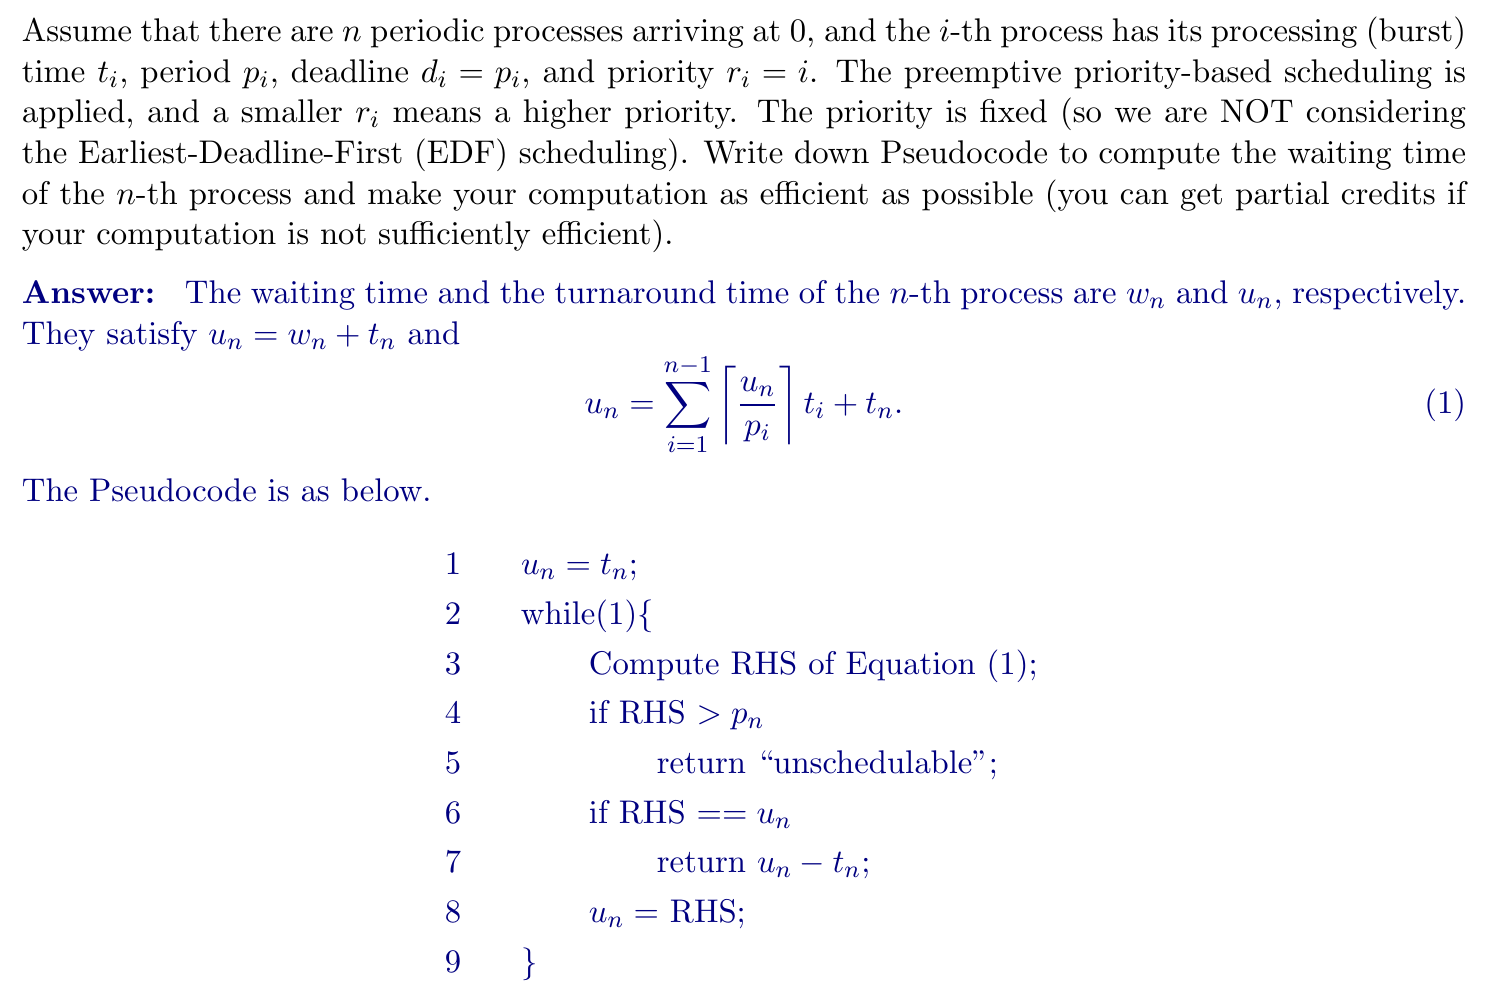 Assume that there are n periodic processes arriving at 0, and the i-th process has its processing (burst)
time t_i, period p_i, deadline d_i = p_i, and priority r_i = i. The preemptive priority-based scheduling is
applied, and a smaller r_i means a higher priority. The priority is fixed (so we are NOT considering
the Earliest-Deadline-First (EDF) scheduling). Write down Pseudocode to compute the waiting time
of the n-th process and make your computation as efficient as possible (you can get partial credits if
your computation is not sufficiently efficient).
Answer: The waiting time and the turnaround time of the n-th process are w_n and u_n, respectively.
They satisfy u_n = w_n + t_n and
u_n = \sum_{i=1}^{n-1} \left\lceil \frac{u_n}{p_i} \right\rceil t_i + t_n. (1)
The Pseudocode is as below.
1 u_n = t_n;
2 while(1){
3 Compute RHS of Equation (1);
4 if RHS > p_n
5 return “unschedulable”;
6 if RHS == u_n
7 return u_n − t_n;
8 u_n = RHS;
9 }